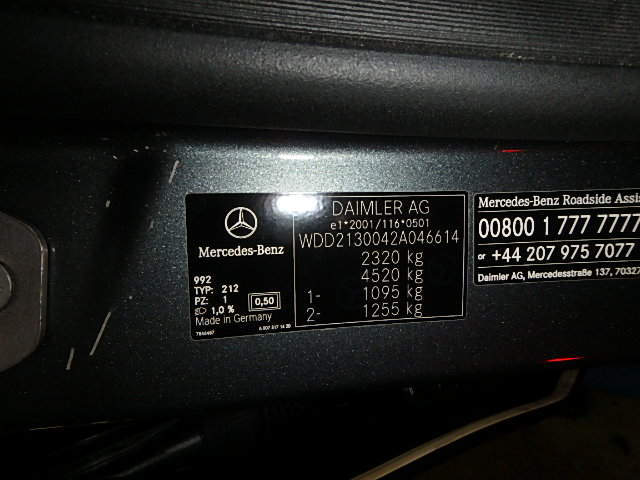 Mercedes-Benz
992
TYP: 212
PZ: 1
1,0 %
0,50
Made in Germany
DAIMLER AG
e1*2001/116*0501
WDD2130042A046614
2320 kg
4520 kg
1- 1095 kg
2- 1255 kg
Mercedes-Benz Roadside Assis
00800 1 777 7777
or +44 207 975 7077
Daimler AG, Mercedesstraße 137, 70327